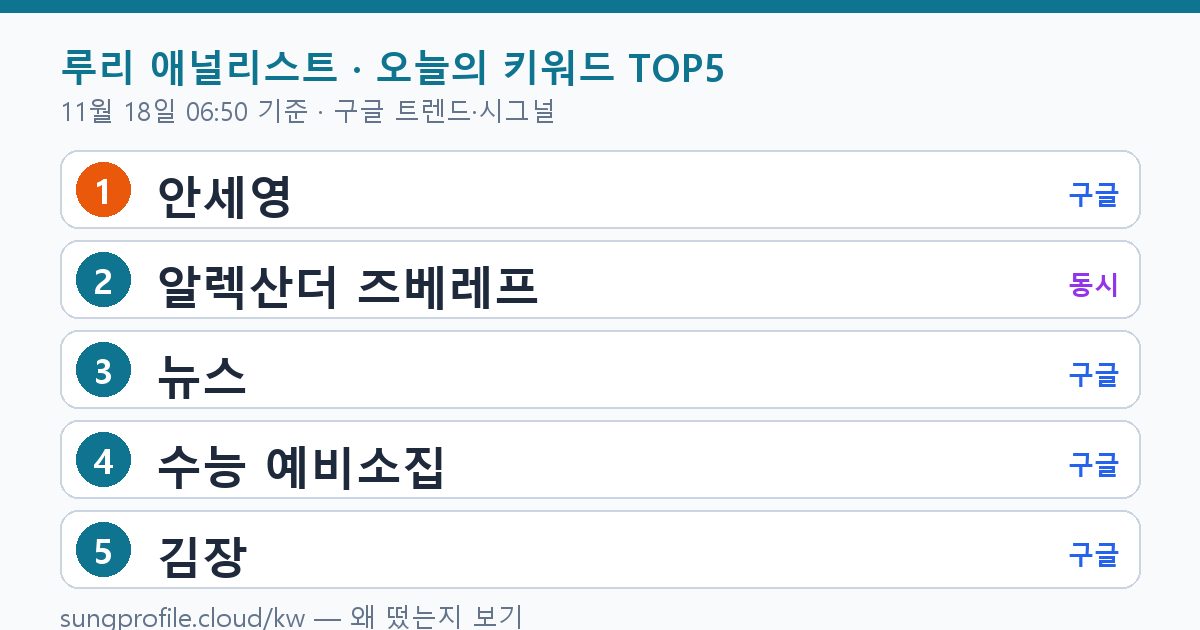 루리 애널리스트 · 오늘의 키워드 TOP5
11월 18일 06:50 기준 · 구글 트렌드·시그널
1 안세영 구글
2 알렉산더 즈베레프 동시
3 뉴스 구글
4 수능 예비소집 구글
5 김장 구글
sungprofile.cloud/kw — 왜 떴는지 보기